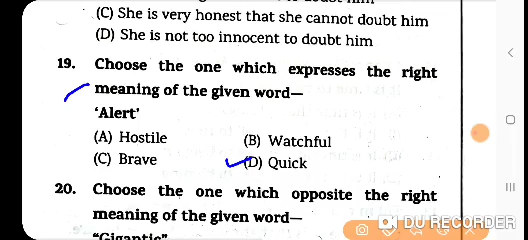 (C) She is very honest that she cannot doubt him
(D) She is not too innocent to doubt him
19. Choose the one which expresses the right
meaning of the given word—
‘Alert’
(A) Hostile (B) Watchful
(C) Brave (D) Quick
20. Choose the one which opposite the right
meaning of the given word—
"Gigantic"
DU RECORDER